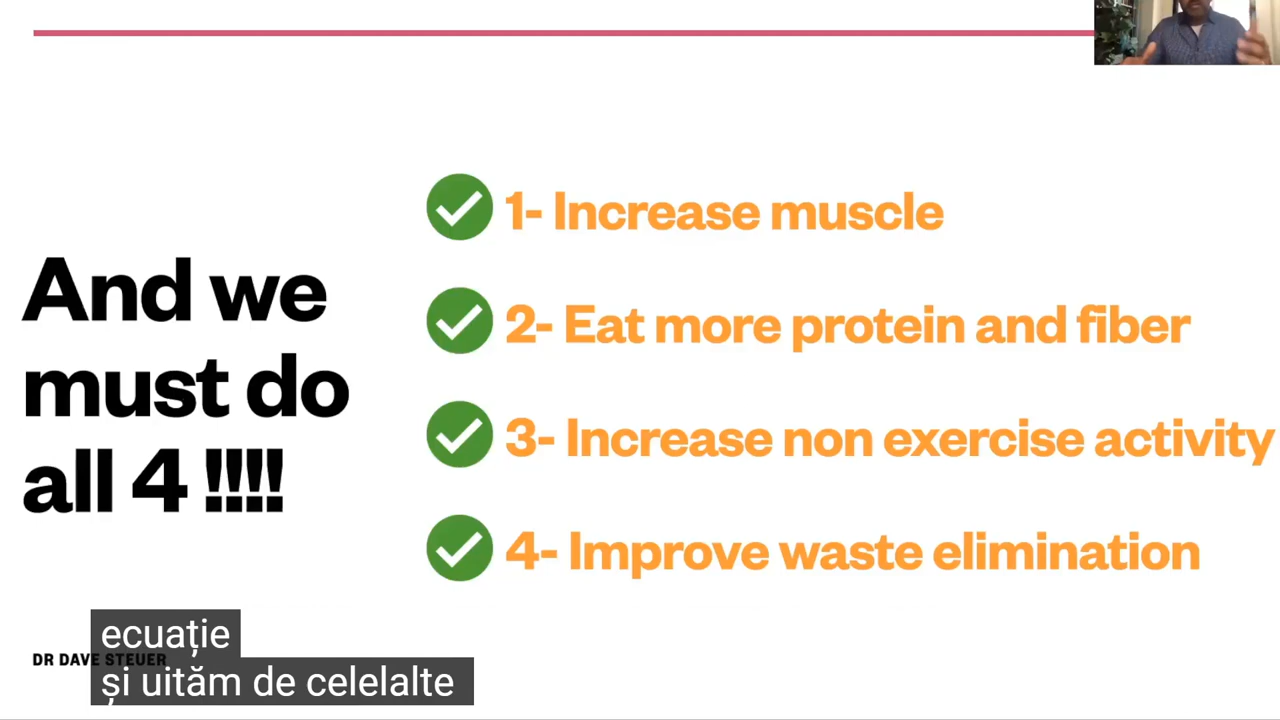 And we
must do
all 4 !!!!
1- Increase muscle
2- Eat more protein and fiber
3- Increase non exercise activity
4- Improve waste elimination
DR DAVE STEUER
ecuație
și uităm de celelalte